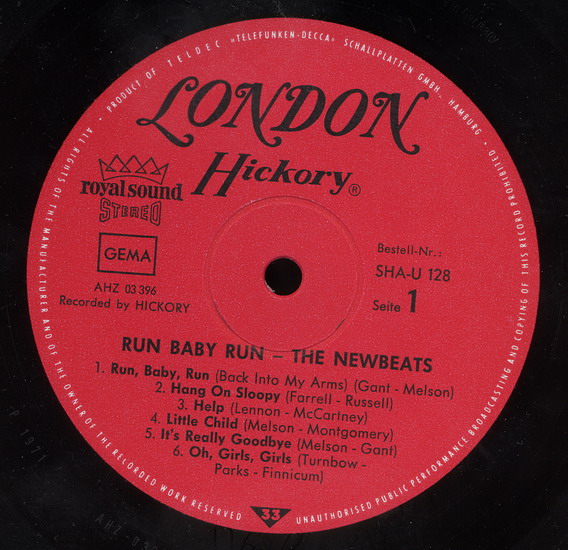 • PRODUCT OF TELDEC »TELEFUNKEN-DECCA« SCHALLPLATTEN GMBH · HAMBURG •
LONDON
Hickory ®
royal sound
STEREO
GEMA
AHZ 03 396
Recorded by HICKORY
Bestell-Nr.:
SHA-U 128
Seite 1
RUN BABY RUN – THE NEWBEATS
1. Run, Baby, Run (Back Into My Arms) (Gant - Melson)
2. Hang On Sloopy (Farrell - Russell)
3. Help (Lennon - McCartney)
4. Little Child (Melson - Montgomery)
5. It's Really Goodbye (Melson - Gant)
6. Oh, Girls, Girls (Turnbow -
Parks - Finnicum)
ALL RIGHTS OF THE MANUFACTURER AND OF THE OWNER OF THE RECORDED WORK RESERVED
33
UNAUTHORISED PUBLIC PERFORMANCE BROADCASTING AND COPYING OF THIS RECORD PROHIBITED